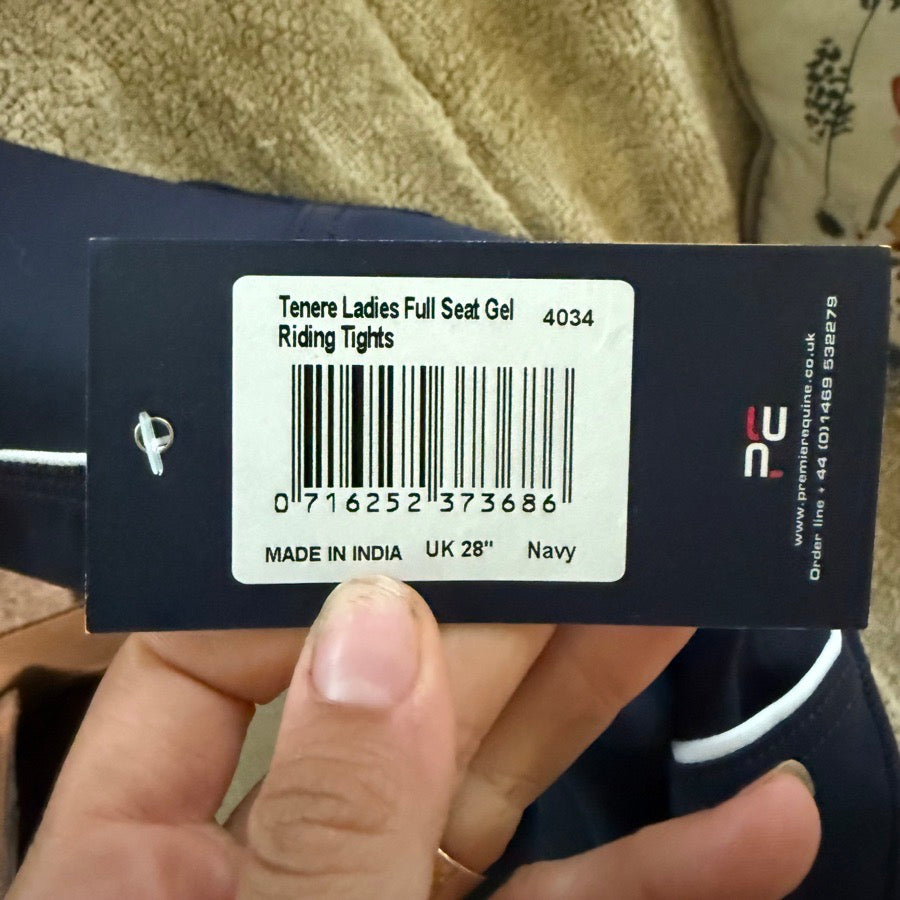 Tenere Ladies Full Seat Gel 4034
Riding Tights
0 716252 373686
MADE IN INDIA UK 28" Navy
PE
www.premierequine.co.uk
Order line + 44 (0)1469 532279